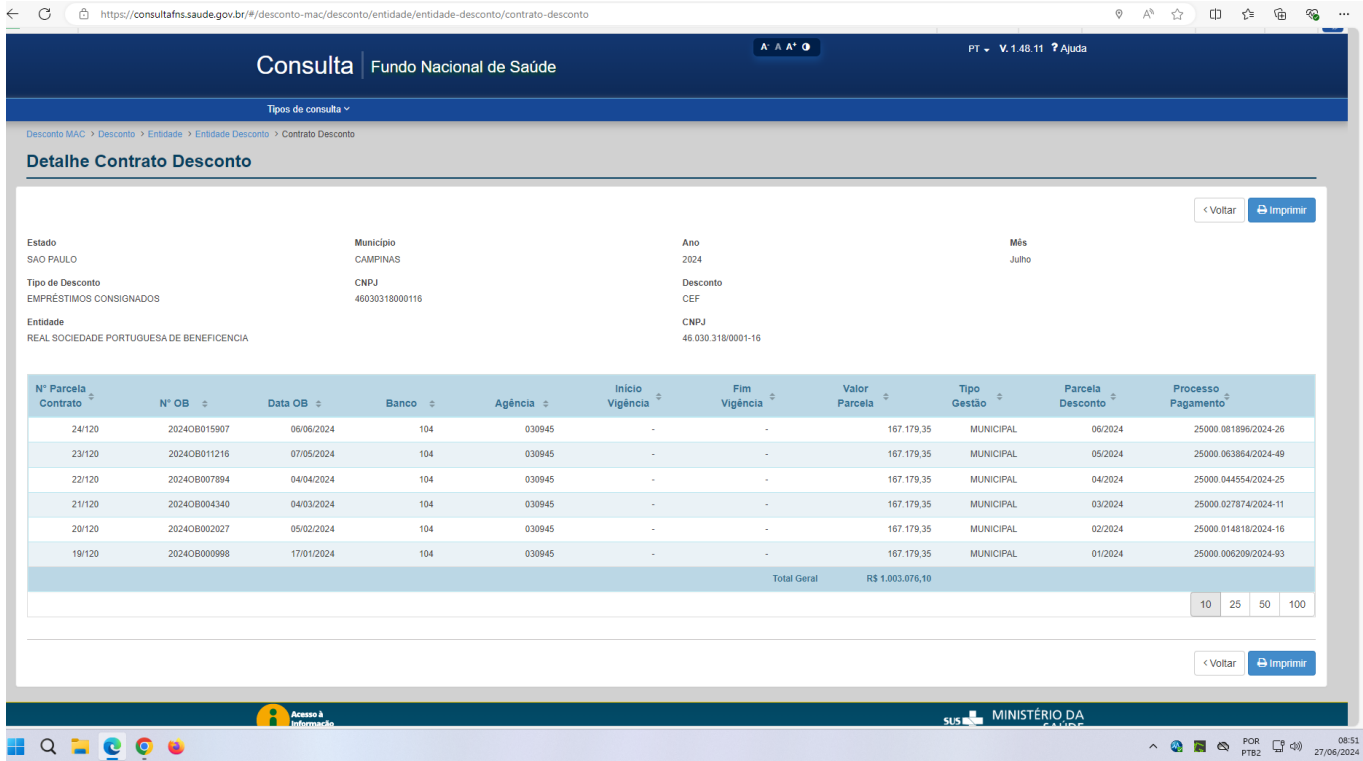 https://consultafns.saude.gov.br/#/desconto-mac/desconto/entidade/entidade-desconto/contrato-desconto
A- A A+
PT V. 1.48.11 ? Ajuda
Consulta Fundo Nacional de Saúde
Tipos de consulta
Desconto MAC > Desconto > Entidade > Entidade Desconto > Contrato Desconto
Detalhe Contrato Desconto
< Voltar Imprimir
Estado Município Ano Mês
SAO PAULO CAMPINAS 2024 Julho
Tipo de Desconto CNPJ Desconto
EMPRÉSTIMOS CONSIGNADOS 46030318000116 CEF
Entidade CNPJ
REAL SOCIEDADE PORTUGUESA DE BENEFICENCIA 46.030.318/0001-16
N° Parcela Contrato N° OB Data OB Banco Agência Início Vigência Fim Vigência Valor Parcela Tipo Gestão Parcela Desconto Processo Pagamento
24/120 2024OB015907 06/06/2024 104 030945 - - 167.179,35 MUNICIPAL 06/2024 25000.081896/2024-26
23/120 2024OB011216 07/05/2024 104 030945 - - 167.179,35 MUNICIPAL 05/2024 25000.063864/2024-49
22/120 2024OB007894 04/04/2024 104 030945 - - 167.179,35 MUNICIPAL 04/2024 25000.044554/2024-25
21/120 2024OB004340 04/03/2024 104 030945 - - 167.179,35 MUNICIPAL 03/2024 25000.027874/2024-11
20/120 2024OB002027 05/02/2024 104 030945 - - 167.179,35 MUNICIPAL 02/2024 25000.014818/2024-16
19/120 2024OB000998 17/01/2024 104 030945 - - 167.179,35 MUNICIPAL 01/2024 25000.006209/2024-93
Total Geral R$ 1.003.076,10
10 25 50 100
< Voltar Imprimir
Acesso à
Informação
SUS MINISTÉRIO DA
SAÚDE
POR 08:51
PTB2 27/06/2024